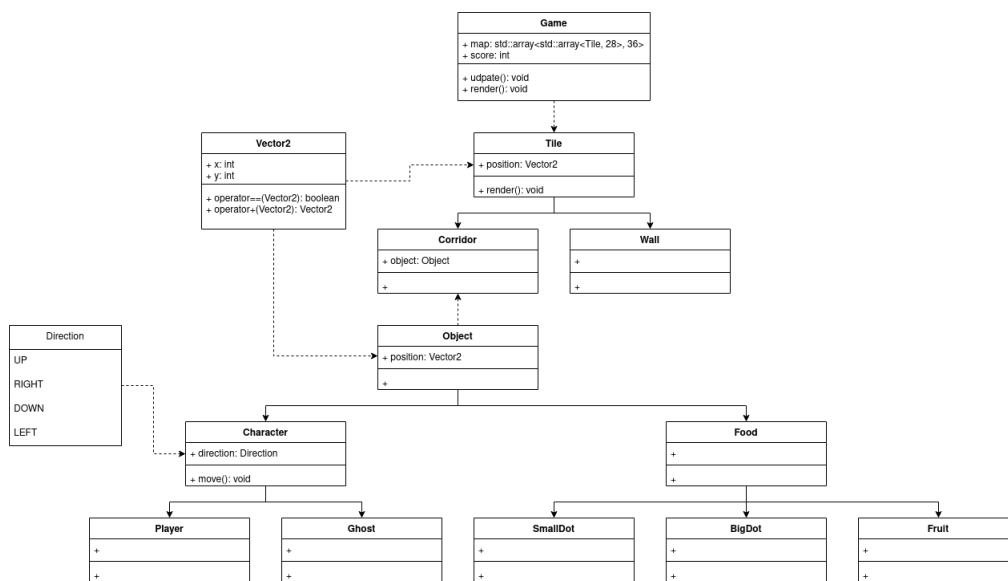 Game
+ map: std::array<std::array<Tile, 28>, 36>
+ score: int
+ udpate(): void
+ render(): void
Vector2
+ x: int
+ y: int
+ operator==(Vector2): boolean
+ operator+(Vector2): Vector2
Tile
+ position: Vector2
+ render(): void
Corridor
+ object: Object
+
Wall
+
+
Direction
UP
RIGHT
DOWN
LEFT
Object
+ position: Vector2
+
Character
+ direction: Direction
+ move(): void
Food
+
+
Player
+
+
Ghost
+
+
SmallDot
+
+
BigDot
+
+
Fruit
+
+